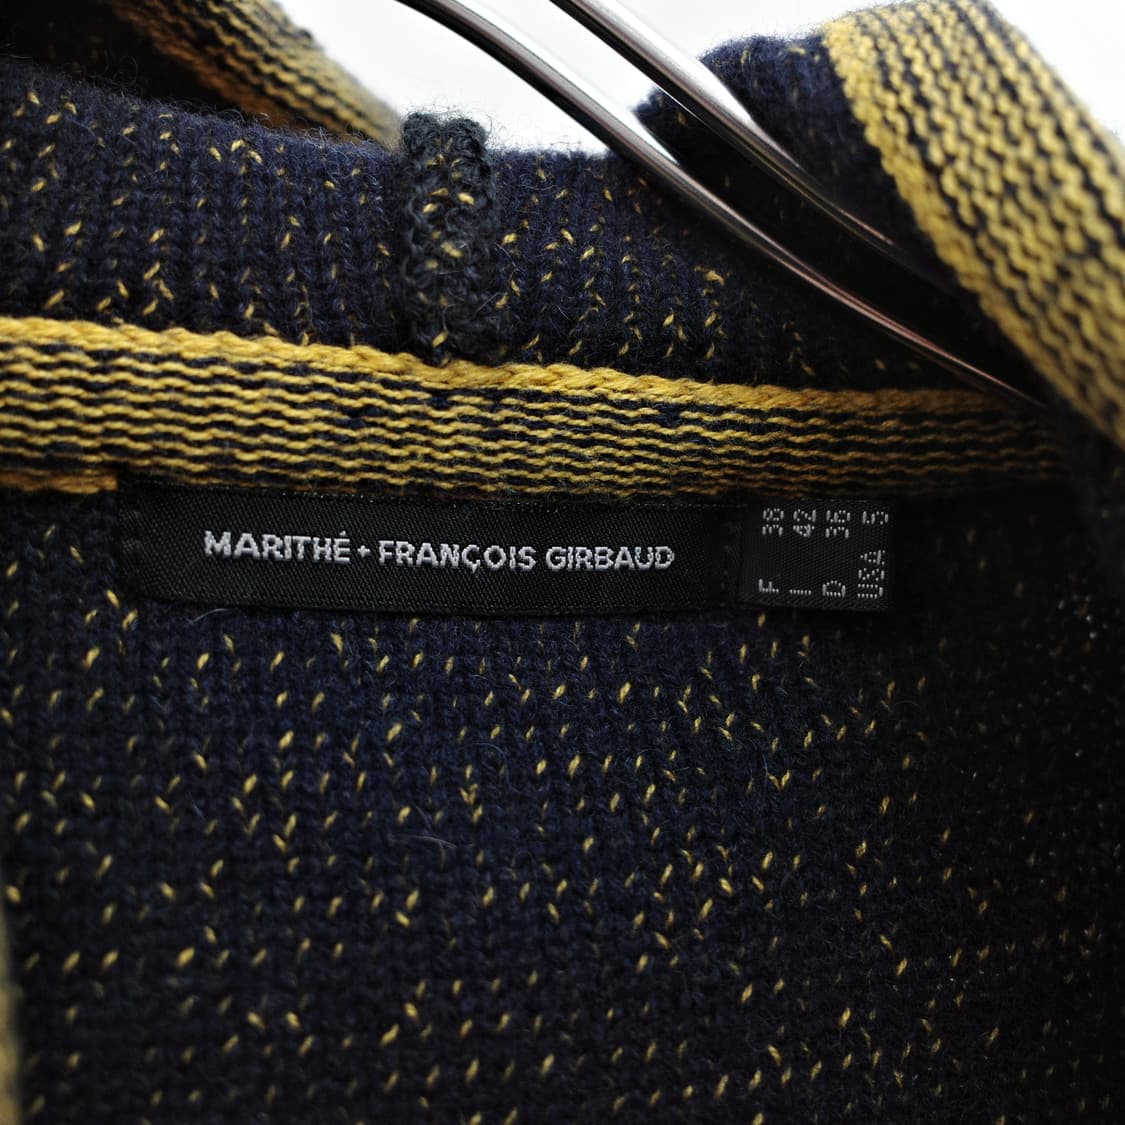 MARITHÉ + FRANÇOIS GIRBAUD
F 38
I 42
D 36
USA 5